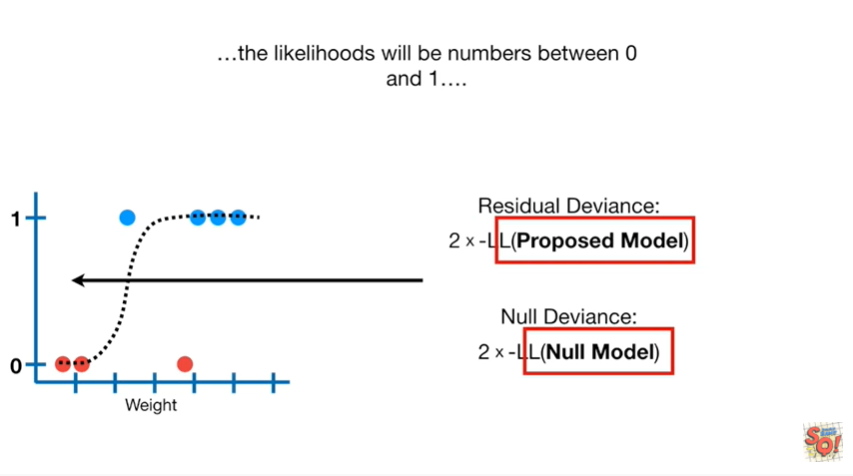 …the likelihoods will be numbers between 0
and 1….
Residual Deviance:
2 x -LL(Proposed Model)
Null Deviance:
2 x -LL(Null Model)
1
0
Weight
SQ!